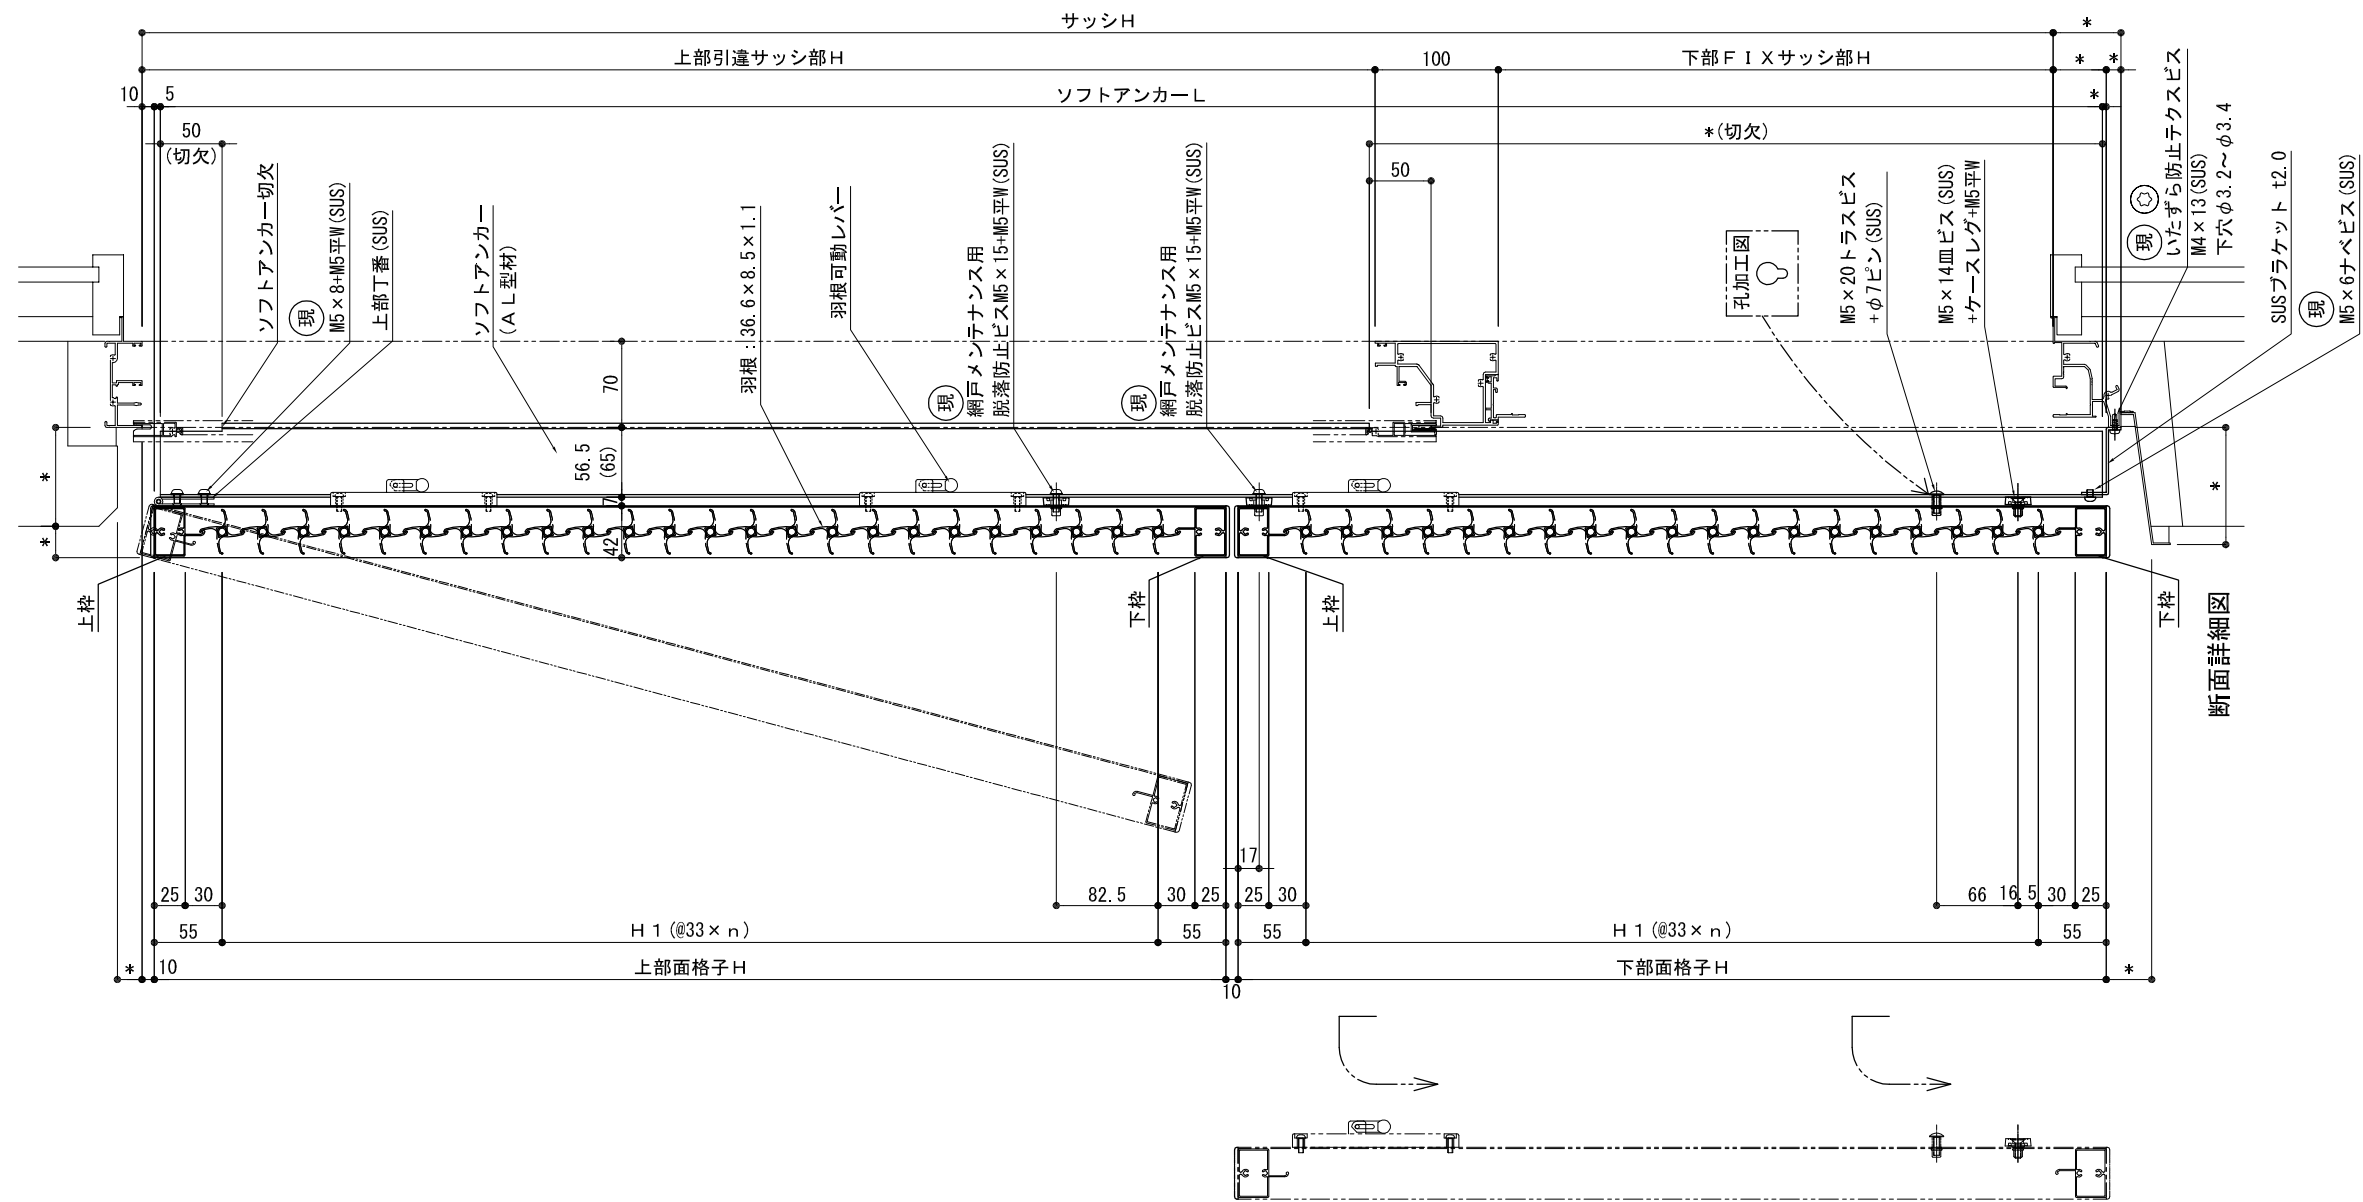 サッシH
*
上部引違サッシ部H
100
下部FIXサッシ部H
*
*
10
5
ソフトアンカーL
*
50
(切欠)
*(切欠)
50
ソフトアンカー切欠
現
M5×8+M5平W(SUS)
上部丁番(SUS)
ソフトアンカー
(AL型材)
羽根:36.6×8.5×1.1
羽根可動レバー
現
網戸メンテナンス用
脱落防止ビスM5×15+M5平W(SUS)
現
網戸メンテナンス用
脱落防止ビスM5×15+M5平W(SUS)
孔加工図
M5×20トラスビス
+φ7ピン(SUS)
M5×14皿ビス(SUS)
+ケースレグ+M5平W
現
いたずら防止テクスビス
M4×13(SUS)
下穴φ3.2~φ3.4
SUSブラケット t2.0
現
M5×6ナベビス(SUS)
70
56.5
(65)
7
42
*
*
*
上枠
下枠
上枠
下枠
断面詳細図
17
25
30
82.5
30
25
25
30
66
16.5
30
25
55
H1(@33×n)
55
55
H1(@33×n)
55
*
10
上部面格子H
10
下部面格子H
*